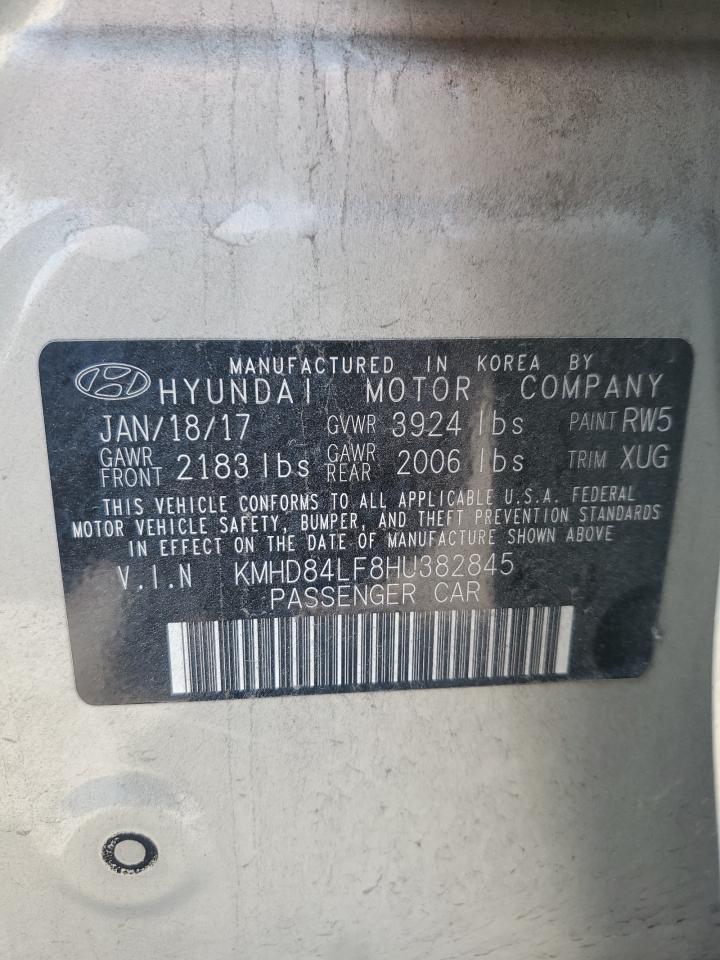 MANUFACTURED IN KOREA BY
HYUNDAI MOTOR COMPANY
JAN/18/17 GVWR 3924 lbs PAINT RW5
GAWR FRONT 2183 lbs GAWR REAR 2006 lbs TRIM XUG
THIS VEHICLE CONFORMS TO ALL APPLICABLE U.S.A. FEDERAL
MOTOR VEHICLE SAFETY, BUMPER, AND THEFT PREVENTION STANDARDS
IN EFFECT ON THE DATE OF MANUFACTURE SHOWN ABOVE
V.I.N KMHD84LF8HU382845
PASSENGER CAR